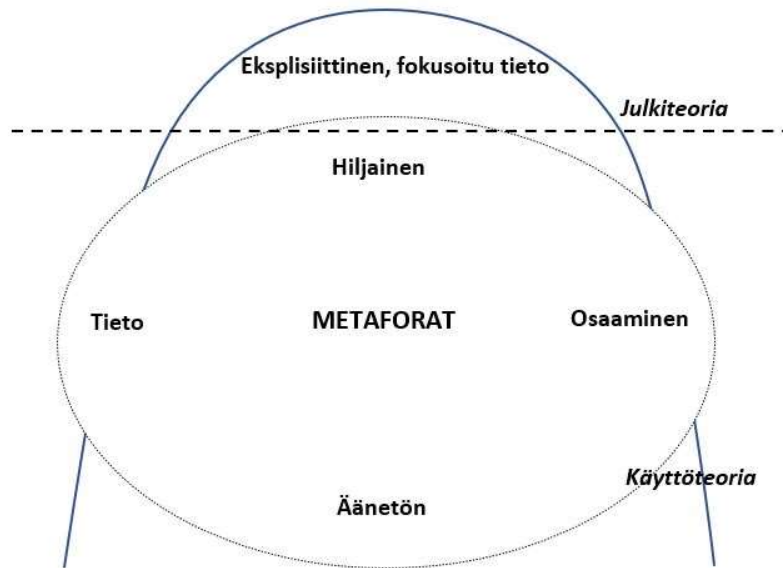 Eksplisiittinen, fokusoitu tieto
Julkiteoria
Hiljainen
Tieto
METAFORAT
Osaaminen
Käyttöteoria
Äänetön